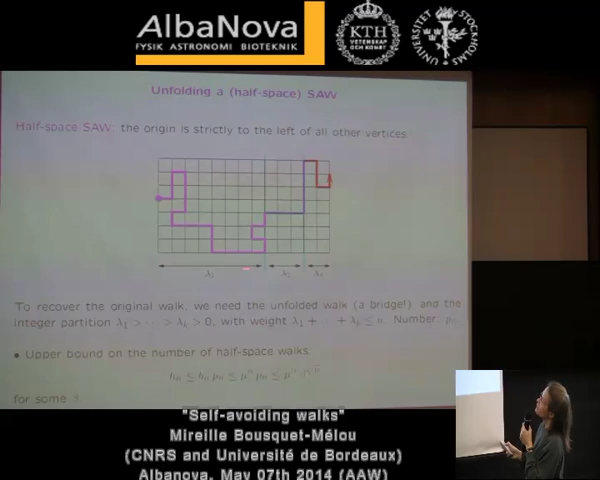 AlbaNova
FYSIK ASTRONOMI BIOTEKNIK
KTH
VETENSKAP
OCH KONST
Unfolding a (half-space) SAW
Half-space SAW: the origin is strictly to the left of all other vertices
λ₁
To recover the original walk, we need the unfolded walk (a bridge!) and the
integer partition λ₁ > ··· > λₖ > 0, with weight λ₁ + ··· + λₖ ≤ n. Number:
• Upper bound on the number of half-space walks:
for some
"Self-avoiding walks"
Mireille Bousquet-Mélou
(CNRS and Université de Bordeaux)
Albanova, May 07th 2014 (AAW)